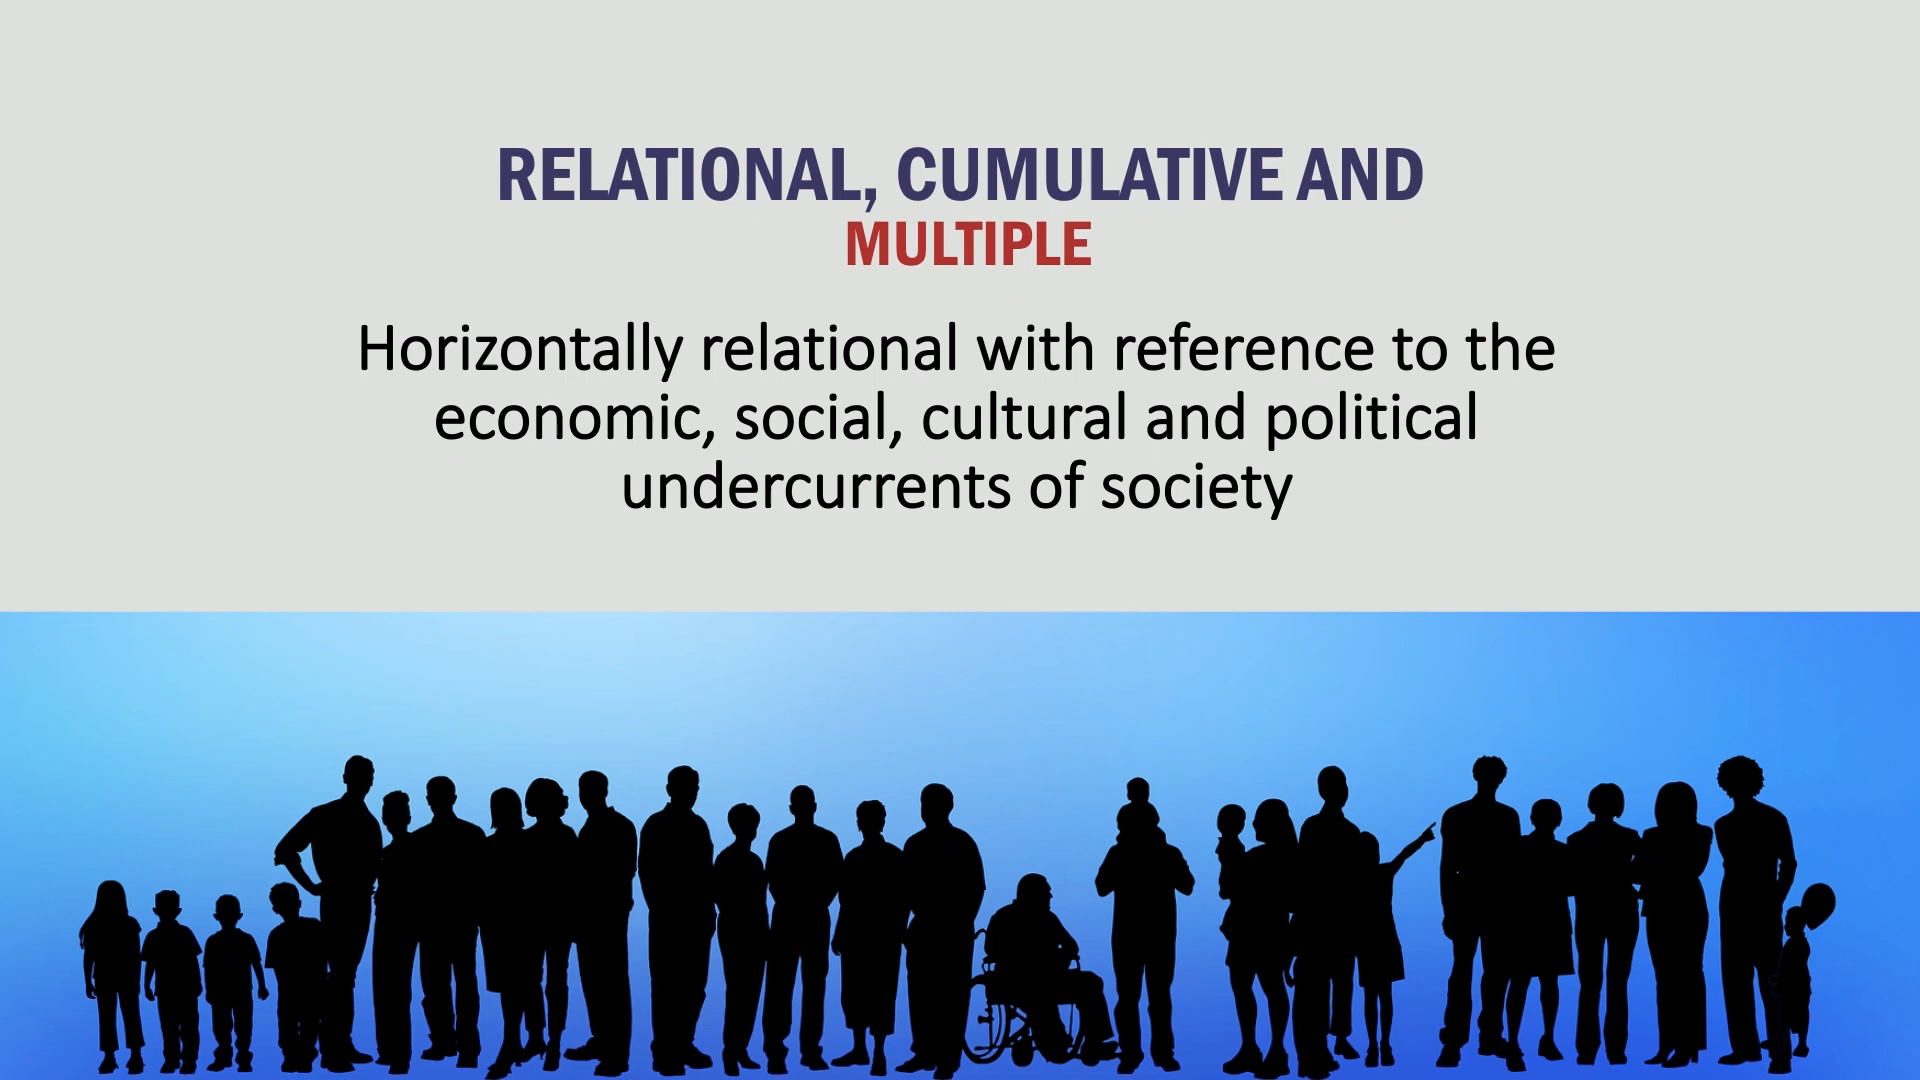 RELATIONAL, CUMULATIVE AND
MULTIPLE
Horizontally relational with reference to the
economic, social, cultural and political
undercurrents of society